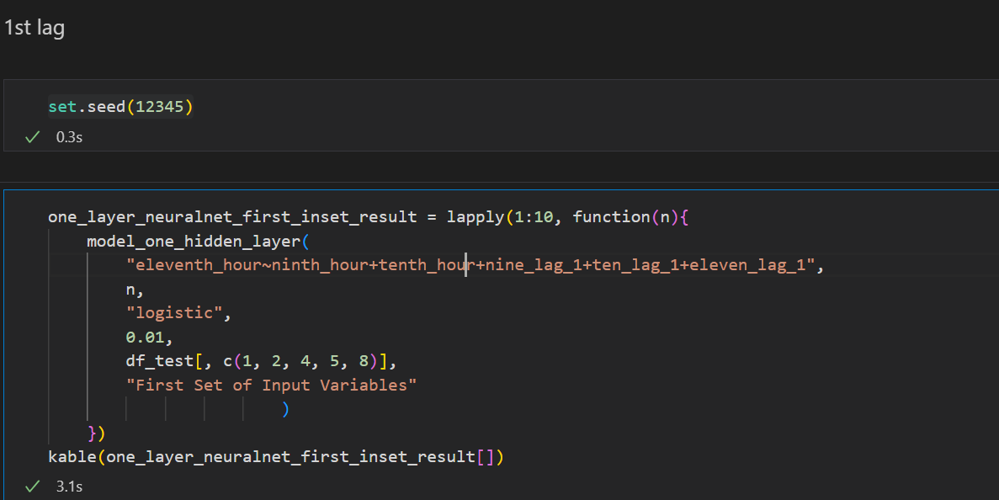 1st lag
set.seed(12345)
0.3s
one_layer_neuralnet_first_inset_result = lapply(1:10, function(n){
model_one_hidden_layer(
"eleventh_hour~ninth_hour+tenth_hour+nine_lag_1+ten_lag_1+eleven_lag_1",
n,
"logistic",
0.01,
df_test[, c(1, 2, 4, 5, 8)],
"First Set of Input Variables"
)
})
kable(one_layer_neuralnet_first_inset_result[])
3.1s